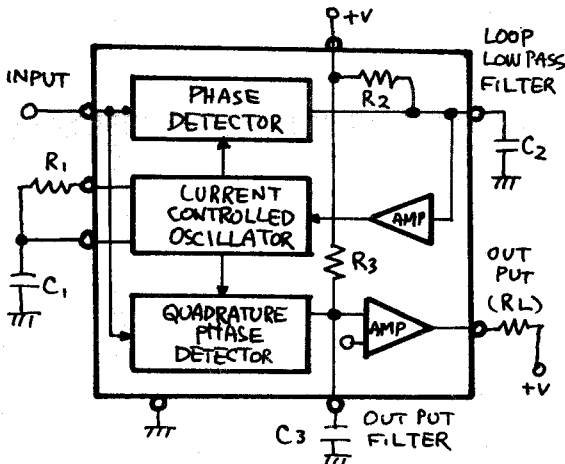 +V
INPUT
PHASE
DETECTOR
R2
LOOP
LOW PASS
FILTER
C2
R1
CURRENT
CONTROLLED
OSCILLATOR
AMP
C1
R3
OUT
PUT
(RL)
QUADRATURE
PHASE
DETECTOR
AMP
+V
C3
OUT PUT
FILTER